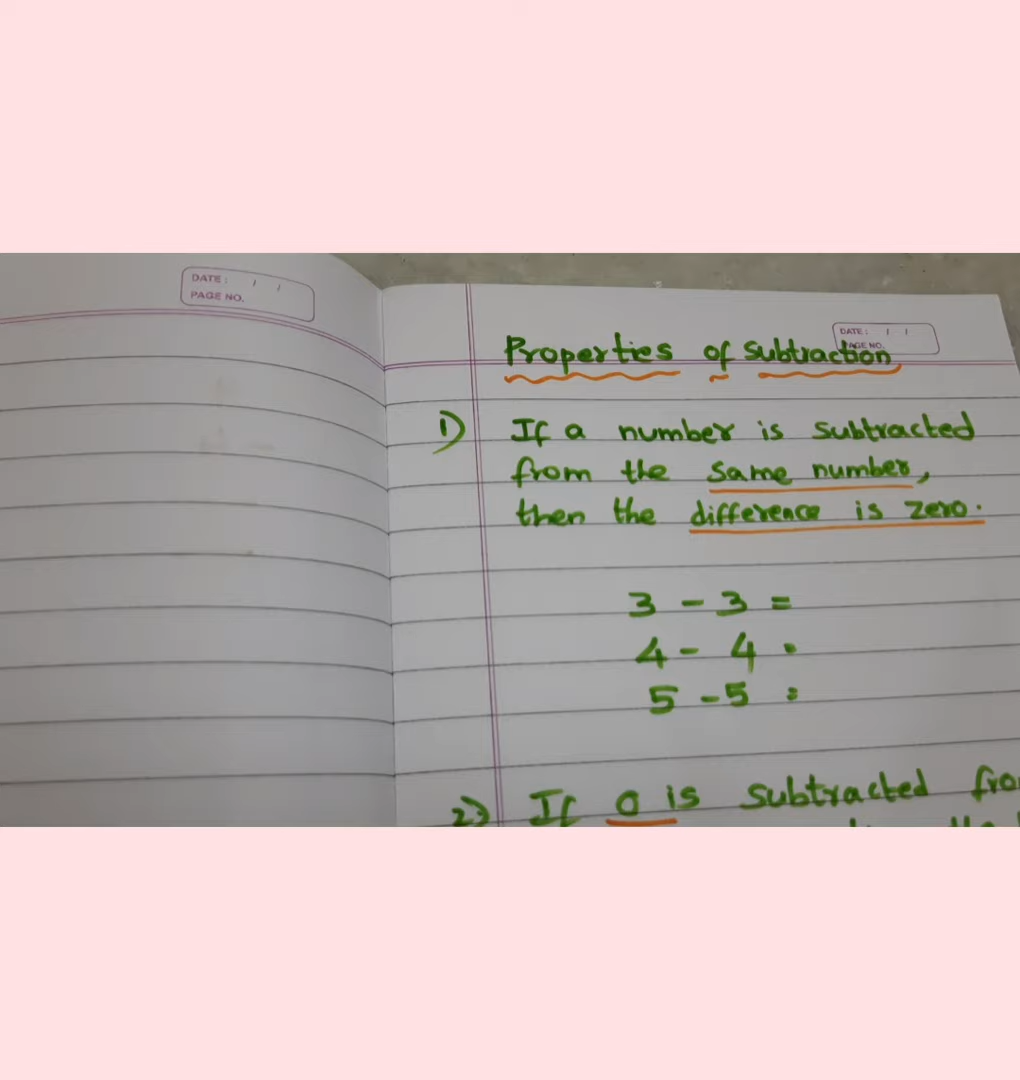 DATE: / /
PAGE NO.
DATE: / /
PAGE NO.
Properties of Subtraction
1) If a number is subtracted
from the same number,
then the difference is zero.
3 - 3 =
4 - 4 =
5 - 5 =
2) If 0 is subtracted